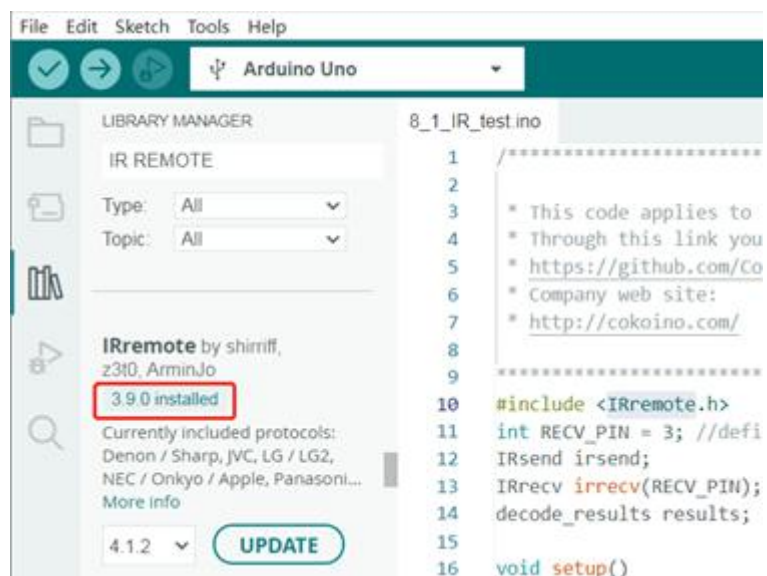 File Edit Sketch Tools Help
Arduino Uno
LIBRARY MANAGER
IR REMOTE
Type: All
Topic: All
IRremote by shirriff,
z3t0, ArminJo
3.9.0 installed
Currently included protocols:
Denon / Sharp, JVC, LG / LG2,
NEC / Onkyo / Apple, Panasoni...
More info
4.1.2 UPDATE
8_1_IR_test.ino
1 /************************
2
3 * This code applies to
4 * Through this link you
5 * https://github.com/Co
6 * Company web site:
7 * http://cokoino.com/
8
9 ************************
10 #include <IRremote.h>
11 int RECV_PIN = 3; //defi
12 IRsend irsend;
13 IRrecv irrecv(RECV_PIN);
14 decode_results results;
15
16 void setup()